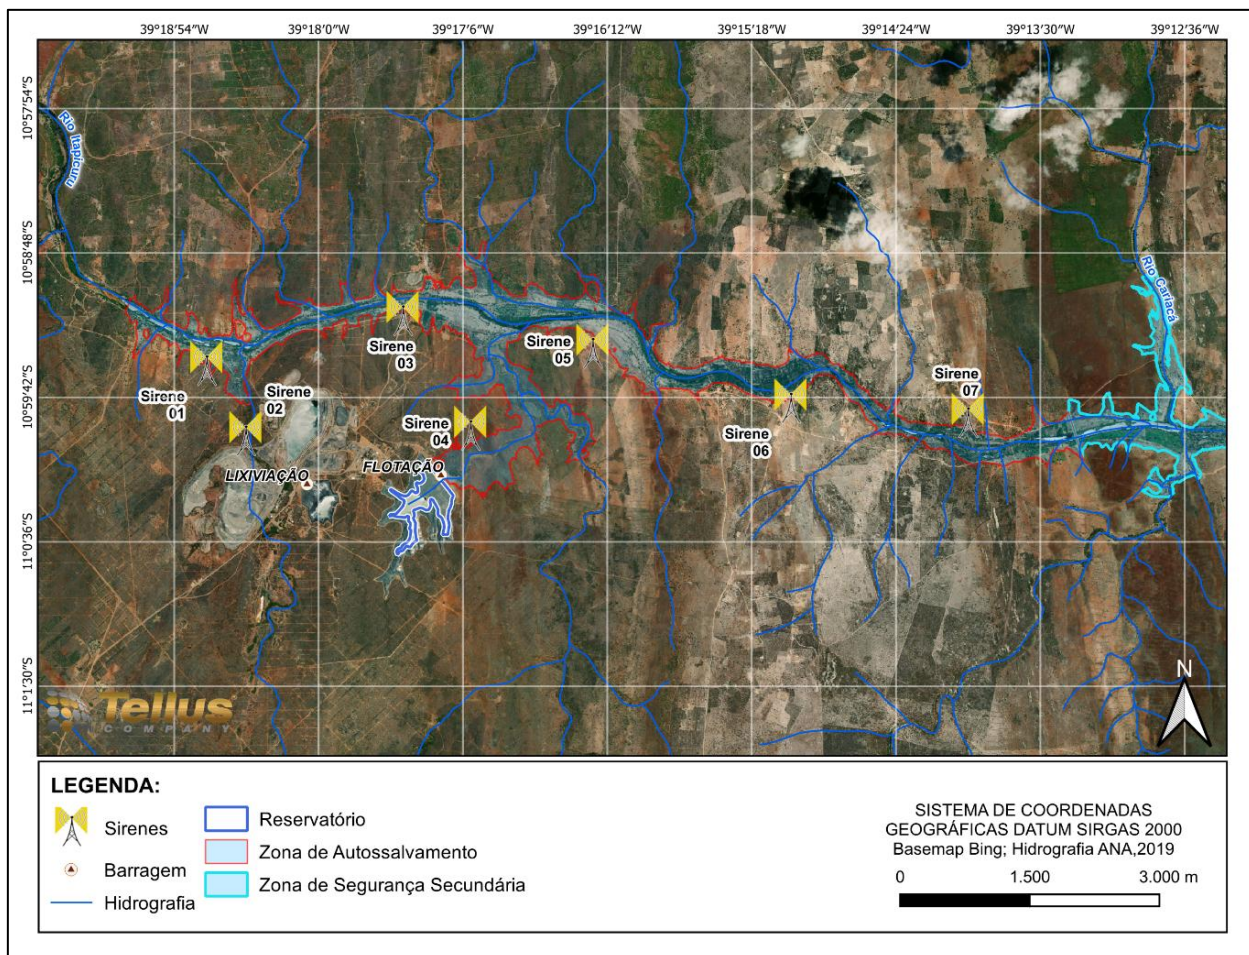 39°18′54″W
39°18′0″W
39°17′6″W
39°16′12″W
39°15′18″W
39°14′24″W
39°13′30″W
39°12′36″W
10°57′54″S
10°58′48″S
10°59′42″S
11°0′36″S
11°1′30″S
Rio Itapicuru
Rio Cariacá
Sirene
01
Sirene
02
Sirene
03
Sirene
04
Sirene
05
Sirene
06
Sirene
07
LIXIVIAÇÃO
FLOTAÇÃO
Tellus
COMPANY
N
LEGENDA:
Sirenes
Barragem
Hidrografia
Reservatório
Zona de Autossalvamento
Zona de Segurança Secundária
SISTEMA DE COORDENADAS
GEOGRÁFICAS DATUM SIRGAS 2000
Basemap Bing; Hidrografia ANA,2019
0 1.500 3.000 m